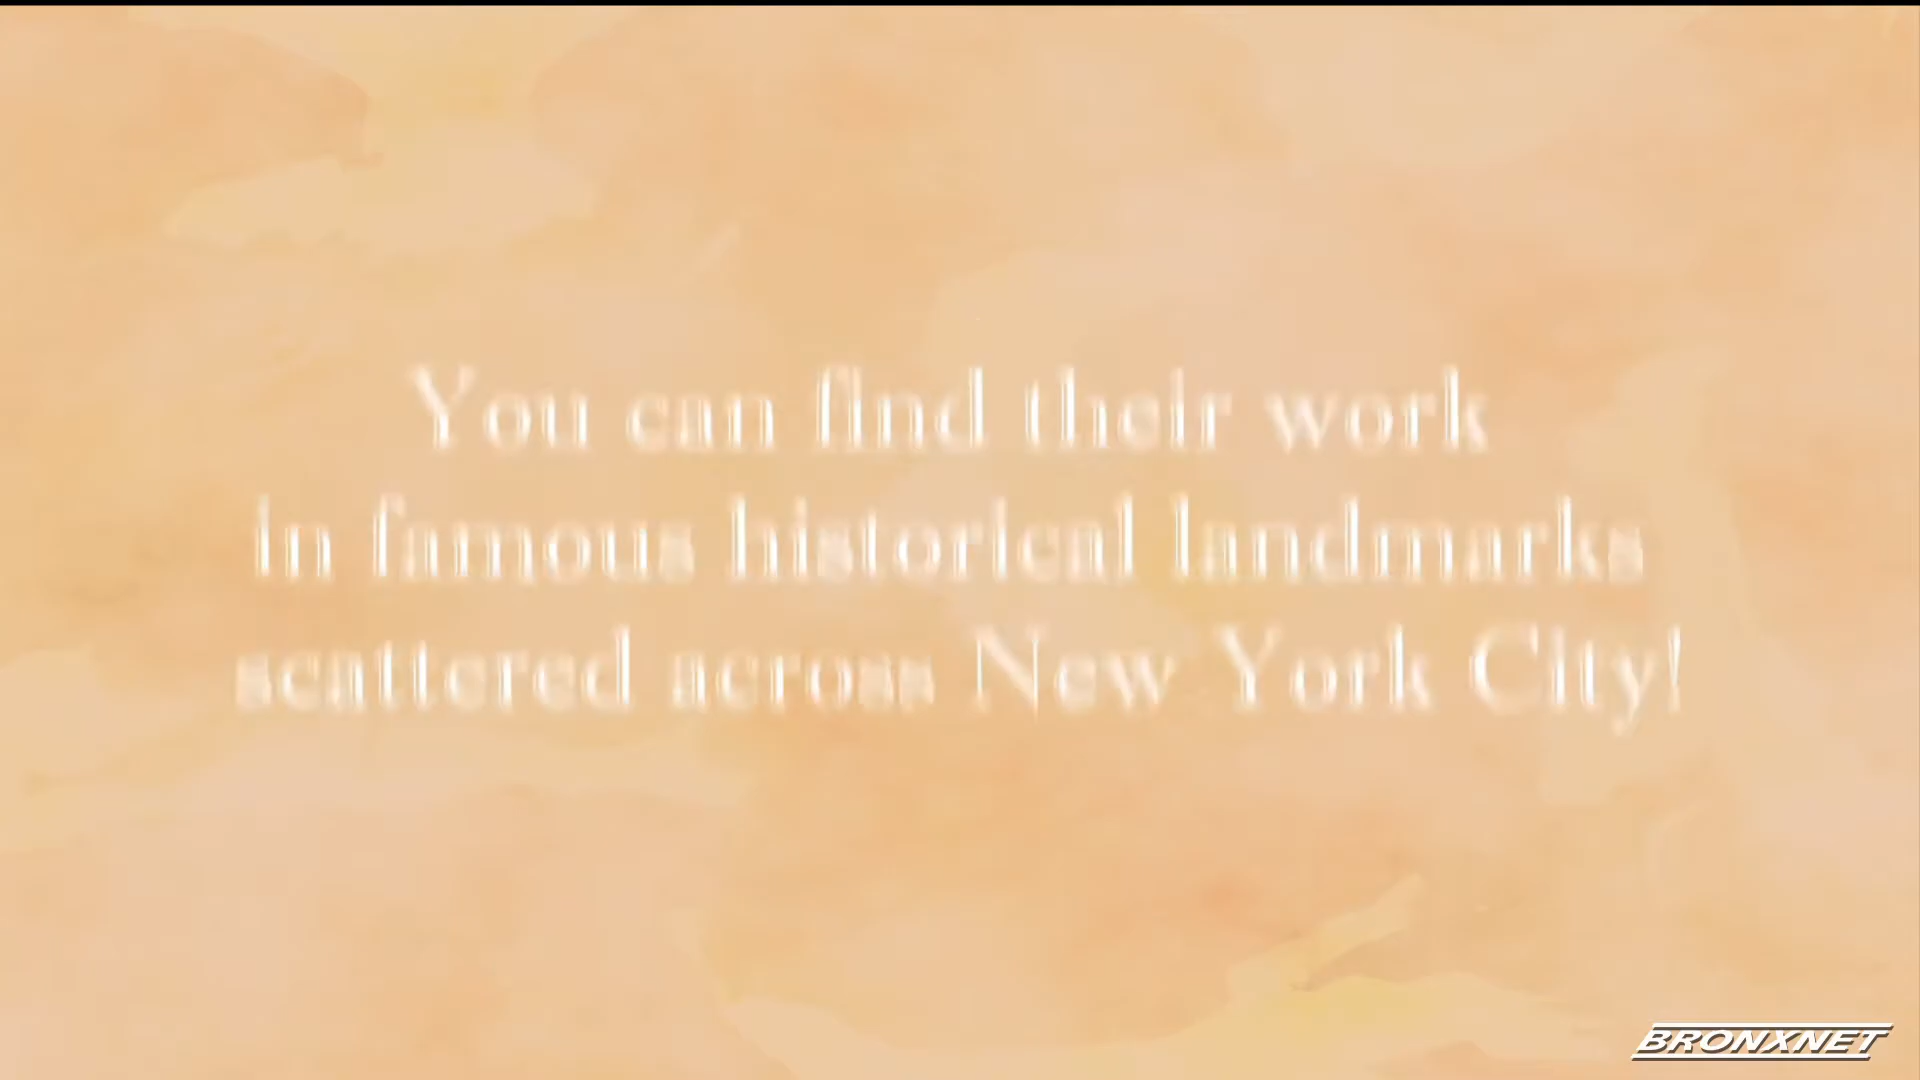 You can find their work
in famous historical landmarks
scattered across New York City!
BRONXNET